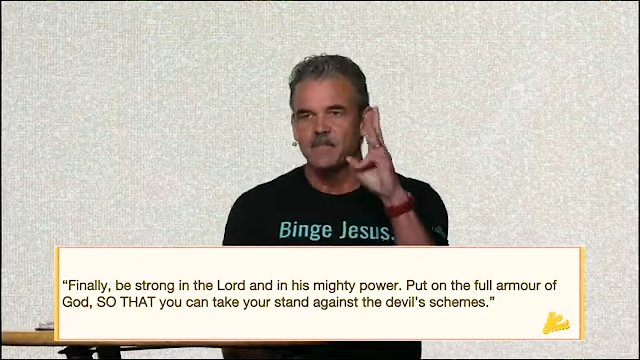 Binge Jesus.
“Finally, be strong in the Lord and in his mighty power. Put on the full armour of
God, SO THAT you can take your stand against the devil's schemes.”